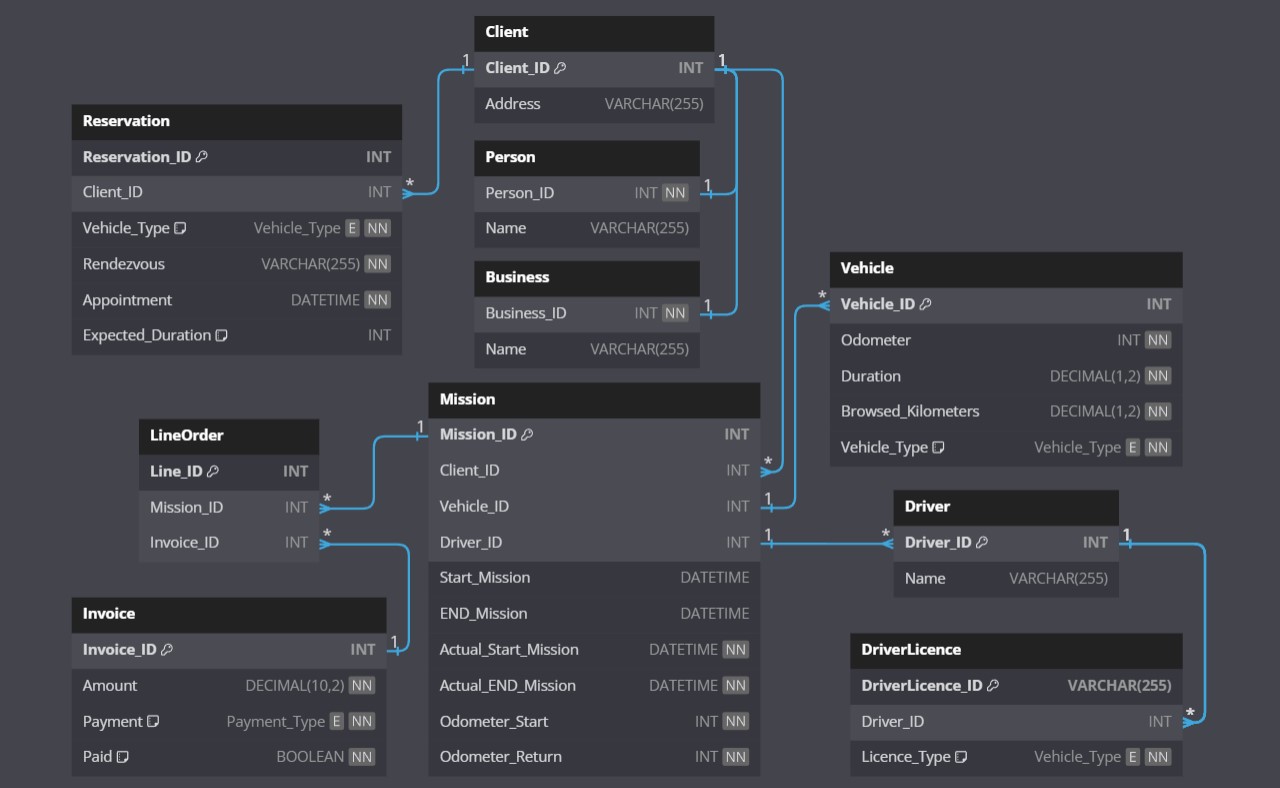 Client
Client_ID INT
Address VARCHAR(255)
1
1
Reservation
Reservation_ID INT
Client_ID INT
Vehicle_Type Vehicle_Type E NN
Rendezvous VARCHAR(255) NN
Appointment DATETIME NN
Expected_Duration INT
*
Person
Person_ID INT NN
Name VARCHAR(255)
1
Business
Business_ID INT NN
Name VARCHAR(255)
1
Vehicle
Vehicle_ID INT
Odometer INT NN
Duration DECIMAL(1,2) NN
Browsed_Kilometers DECIMAL(1,2) NN
Vehicle_Type Vehicle_Type E NN
*
Mission
Mission_ID INT
Client_ID INT
Vehicle_ID INT
Driver_ID INT
Start_Mission DATETIME
END_Mission DATETIME
Actual_Start_Mission DATETIME NN
Actual_END_Mission DATETIME NN
Odometer_Start INT NN
Odometer_Return INT NN
1
*
1
1
LineOrder
Line_ID INT
Mission_ID INT
Invoice_ID INT
*
*
Driver
Driver_ID INT
Name VARCHAR(255)
*
1
Invoice
Invoice_ID INT
Amount DECIMAL(10,2) NN
Payment Payment_Type E NN
Paid BOOLEAN NN
1
DriverLicence
DriverLicence_ID VARCHAR(255)
Driver_ID INT
Licence_Type Vehicle_Type E NN
*